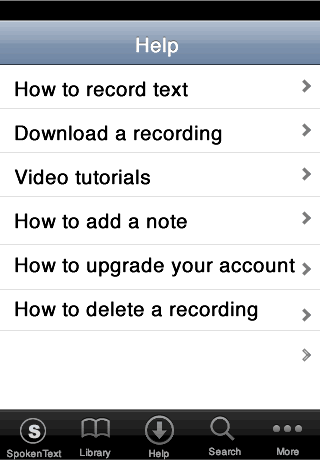 Help
How to record text
Download a recording
Video tutorials
How to add a note
How to upgrade your account
How to delete a recording
S
SpokenText
Library
Help
Search
More